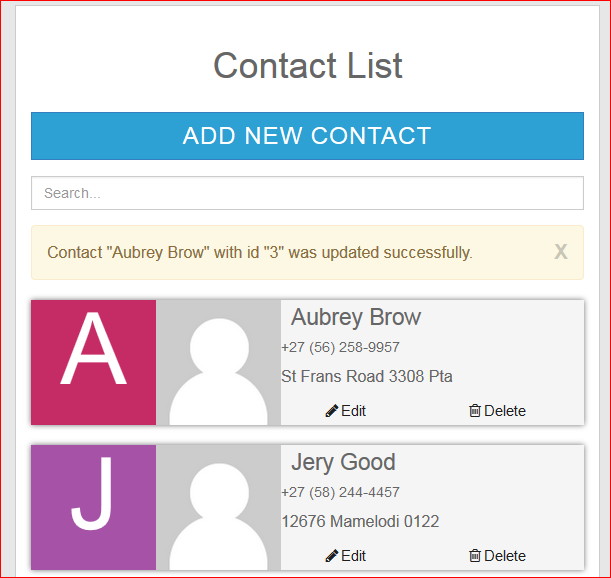 Contact List
ADD NEW CONTACT
Search...
Contact "Aubrey Brow" with id "3" was updated successfully. X
A
Aubrey Brow
+27 (56) 258-9957
St Frans Road 3308 Pta
Edit Delete
J
Jery Good
+27 (58) 244-4457
12676 Mamelodi 0122
Edit Delete